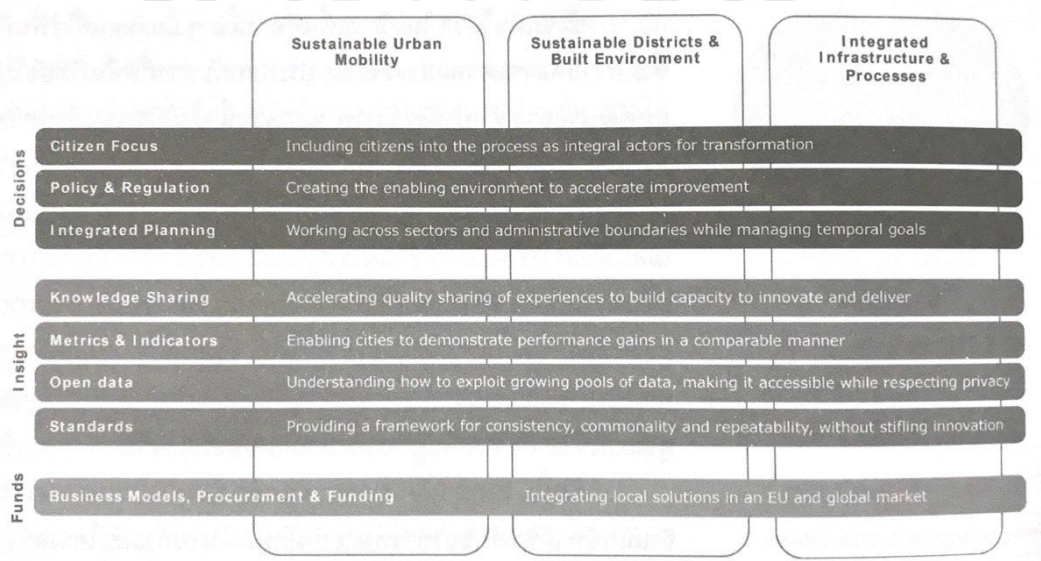 Sustainable Urban
Mobility
Sustainable Districts &
Built Environment
Integrated
Infrastructure &
Processes
Decisions
Citizen Focus Including citizens into the process as integral actors for transformation
Policy & Regulation Creating the enabling environment to accelerate improvement
Integrated Planning Working across sectors and administrative boundaries while managing temporal goals
Insight
Knowledge Sharing Accelerating quality sharing of experiences to build capacity to innovate and deliver
Metrics & Indicators Enabling cities to demonstrate performance gains in a comparable manner
Open data Understanding how to exploit growing pools of data, making it accessible while respecting privacy
Standards Providing a framework for consistency, commonality and repeatability, without stifling innovation
Funds
Business Models, Procurement & Funding Integrating local solutions in an EU and global market